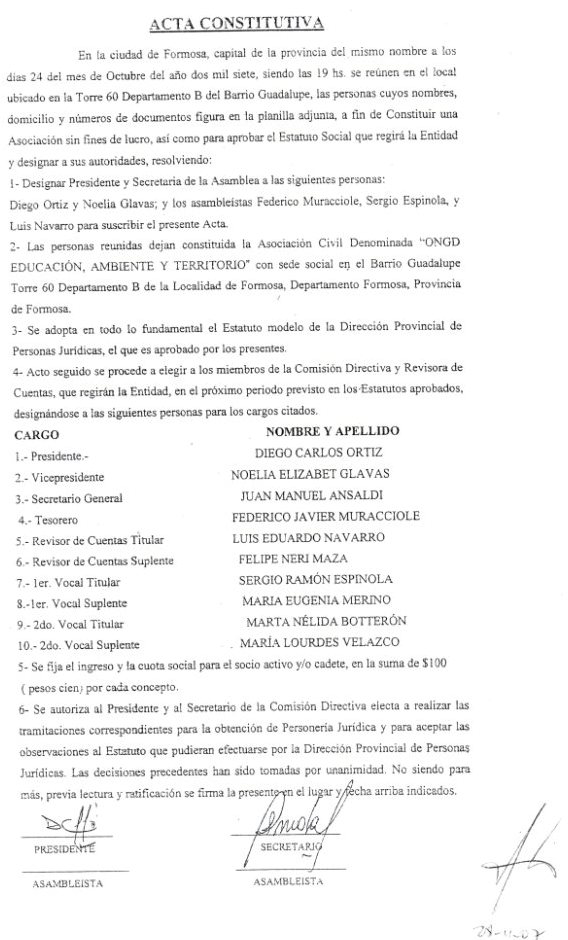 ACTA CONSTITUTIVA
En la ciudad de Formosa, capital de la provincia del mismo nombre a los
dias 24 del mes de Octubre del año dos mil siete, siendo las 19 hs. se reúnen en el local
ubicado en la Torre 60 Departamento B del Barrio Guadalupe, las personas cuyos nombres,
domicilio y números de documentos figura en la planilla adjunta, a fin de Constituir una
Asociación sin fines de lucro, así como para aprobar el Estatuto Social que regirá la Entidad
y designar a sus autoridades, resolviendo:
1- Designar Presidente y Secretaria de la Asamblea a las siguientes personas:
Diego Ortiz y Noelia Glavas; y los asambleistas Federico Muracciole, Sergio Espinola, y
Luis Navarro para suscribir el presente Acta.
2- Las personas reunidas dejan constituida la Asociación Civil Denominada "ONGD
EDUCACIÓN, AMBIENTE Y TERRITORIO" con sede social en el Barrio Guadalupe
Torre 60 Departamento B de la Localidad de Formosa, Departamento Formosa, Provincia
de Formosa.
3- Se adopta en todo lo fundamental el Estatuto modelo de la Dirección Provincial de
Personas Jurídicas, el que es aprobado por los presentes.
4- Acto seguido se procede a elegir a los miembros de la Comisión Directiva y Revisora de
Cuentas, que regirán la Entidad, en el próximo periodo previsto en los Estatutos aprobados,
designándose a las siguientes personas para los cargos citados.
CARGO NOMBRE Y APELLIDO
1.- Presidente.- DIEGO CARLOS ORTIZ
2.- Vicepresidente NOELIA ELIZABET GLAVAS
3.- Secretario General JUAN MANUEL ANSALDI
4.- Tesorero FEDERICO JAVIER MURACCIOLE
5.- Revisor de Cuentas Titular LUIS EDUARDO NAVARRO
6.- Revisor de Cuentas Suplente FELIPE NERI MAZA
7.- 1er. Vocal Titular SERGIO RAMÓN ESPINOLA
8.-1er. Vocal Suplente MARIA EUGENIA MERINO
9.- 2do. Vocal Titular MARTA NÉLIDA BOTTERÓN
10.- 2do. Vocal Suplente MARÍA LOURDES VELAZCO
5- Se fija el ingreso y la cuota social para el socio activo y/o cadete, en la suma de $100
( pesos cien) por cada concepto.
6- Se autoriza al Presidente y al Secretario de la Comisión Directiva electa a realizar las
tramitaciones correspondientes para la obtención de Personería Jurídica y para aceptar las
observaciones al Estatuto que pudieran efectuarse por la Dirección Provincial de Personas
Jurídicas. Las decisiones precedentes han sido tomadas por unanimidad. No siendo para
más, previa lectura y ratificación se firma la presente en el lugar y fecha arriba indicados.
PRESIDENTE SECRETARIO
ASAMBLEISTA ASAMBLEISTA